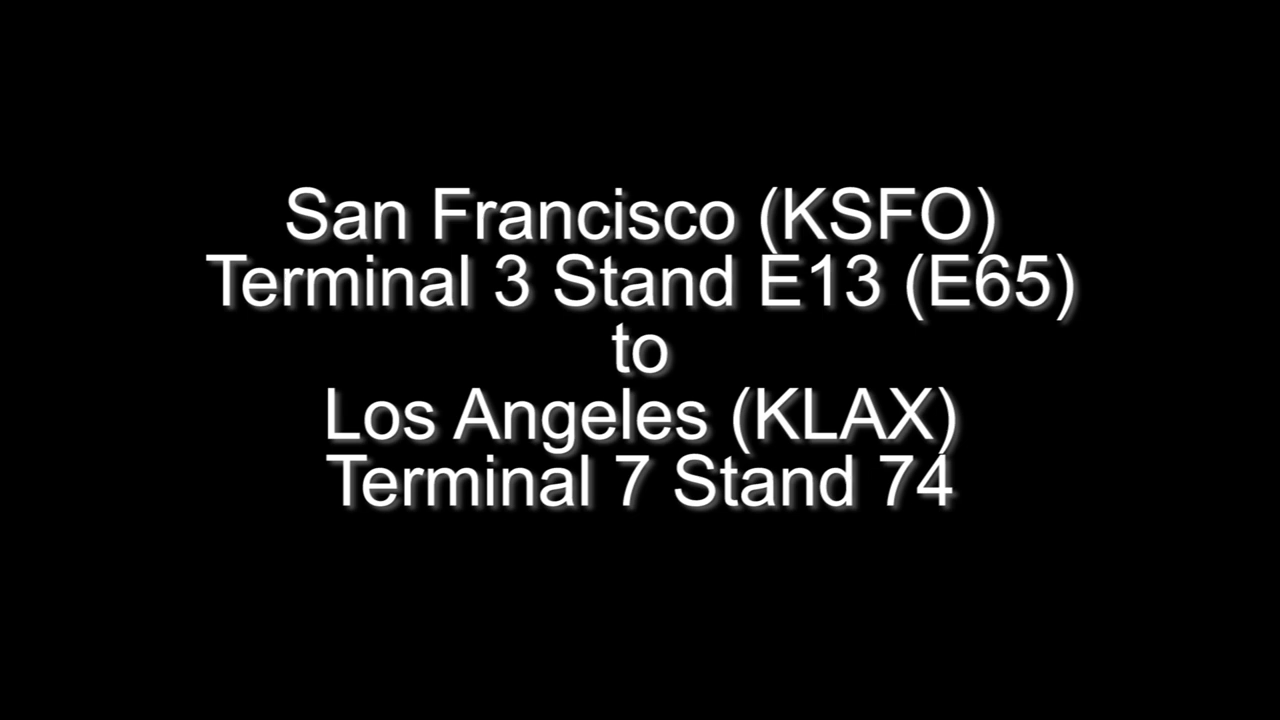 San Francisco (KSFO)
Terminal 3 Stand E13 (E65)
to
Los Angeles (KLAX)
Terminal 7 Stand 74